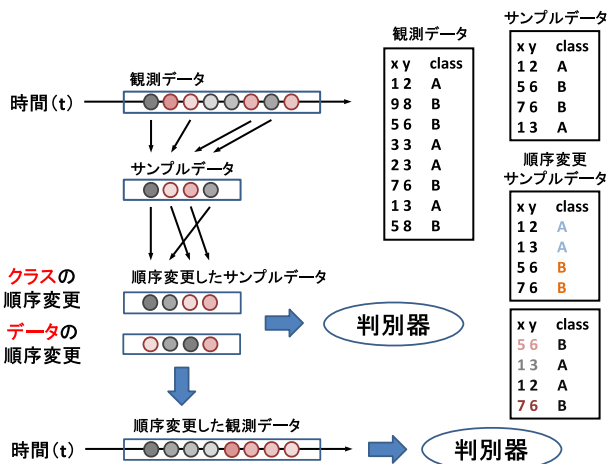 観測データ
時間(t)
サンプルデータ
クラスの
順序変更
順序変更したサンプルデータ
データの
順序変更
判別器
順序変更した観測データ
時間(t)
判別器
観測データ
x y class
1 2 A
9 8 B
5 6 B
3 3 A
2 3 A
7 6 B
1 3 A
5 8 B
サンプルデータ
x y class
1 2 A
5 6 B
7 6 B
1 3 A
順序変更
サンプルデータ
x y class
1 2 A
1 3 A
5 6 B
7 6 B
x y class
5 6 B
1 3 A
1 2 A
7 6 B